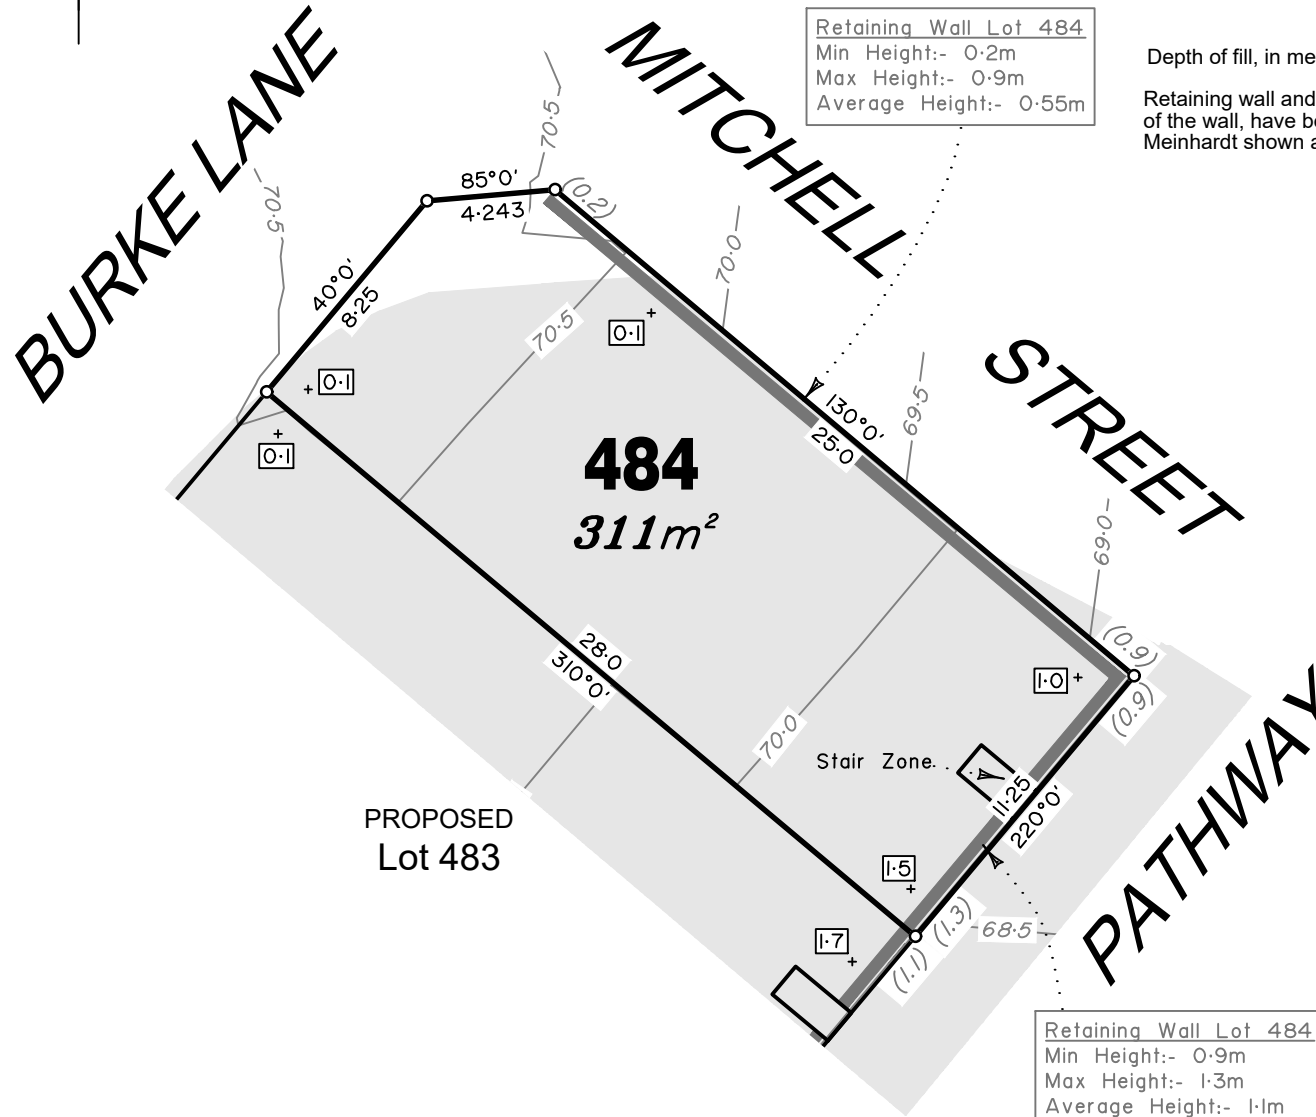 Retaining Wall Lot 484
Min Height:- 0·2m
Max Height:- 0·9m
Average Height:- 0·55m
Depth of fill, in me
Retaining wall and
of the wall, have be
Meinhardt shown a
BURKE LANE
MITCHELL
STREET
PATHWAY
70·5
70·5
85°0'
4·243
(0.2)
40°0'
8·25
70·0
70·5
0·1
0·1
0·1
69·5
130°0'
25·0
484
311m²
69·0
(0.9)
(0.9)
1·0
28·0
310°0'
70·0
Stair Zone
11·25
220°0'
PROPOSED
Lot 483
1·5
1·7
(1.3)
(1.1)
68·5
Retaining Wall Lot 484
Min Height:- 0·9m
Max Height:- 1·3m
Average Height:- 1·1m